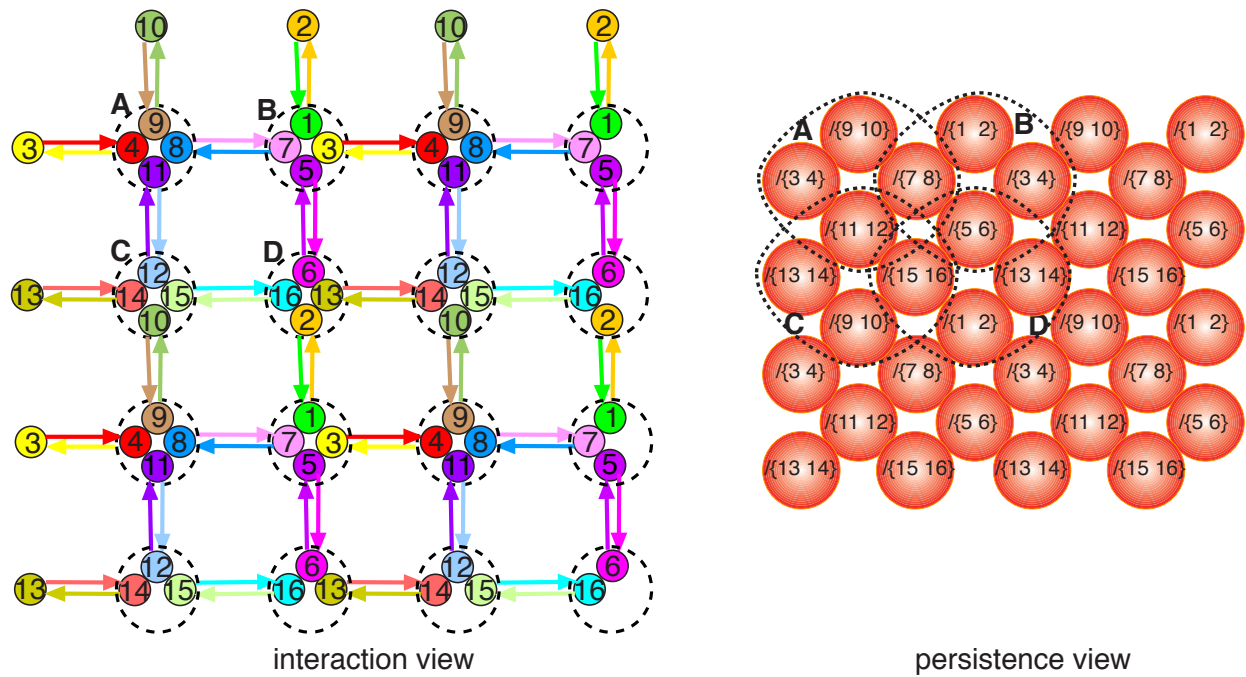 10 2 10 2
A 9 B 1 9 1
3 4 8 7 3 4 8 7
11 5 11 5
C 12 D 6 12 6
13 14 15 16 13 14 15 16
10 2 10 2
9 1 9 1
3 4 8 7 3 4 8 7
11 5 11 5
12 6 12 6
13 14 15 16 13 14 15 16
interaction view
A /{9 10} /{1 2} B /{9 10} /{1 2}
/{3 4} /{7 8} /{3 4} /{7 8}
/{11 12} /{5 6} /{11 12} /{5 6}
/{13 14} /{15 16} /{13 14} /{15 16}
C /{9 10} /{1 2} D /{9 10} /{1 2}
/{3 4} /{7 8} /{3 4} /{7 8}
/{11 12} /{5 6} /{11 12} /{5 6}
/{13 14} /{15 16} /{13 14} /{15 16}
persistence view